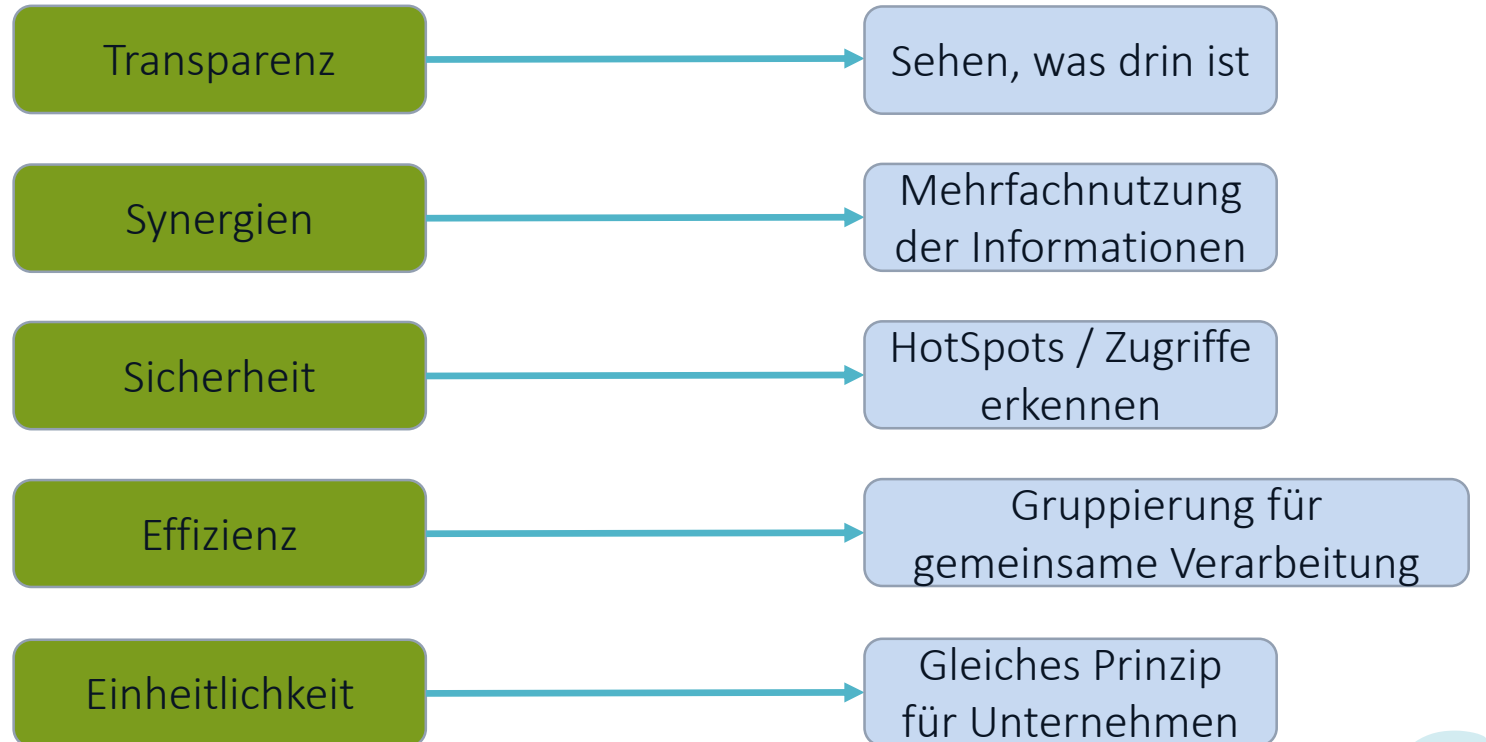 Transparenz
Sehen, was drin ist
Synergien
Mehrfachnutzung
der Informationen
Sicherheit
HotSpots / Zugriffe
erkennen
Effizienz
Gruppierung für
gemeinsame Verarbeitung
Einheitlichkeit
Gleiches Prinzip
für Unternehmen